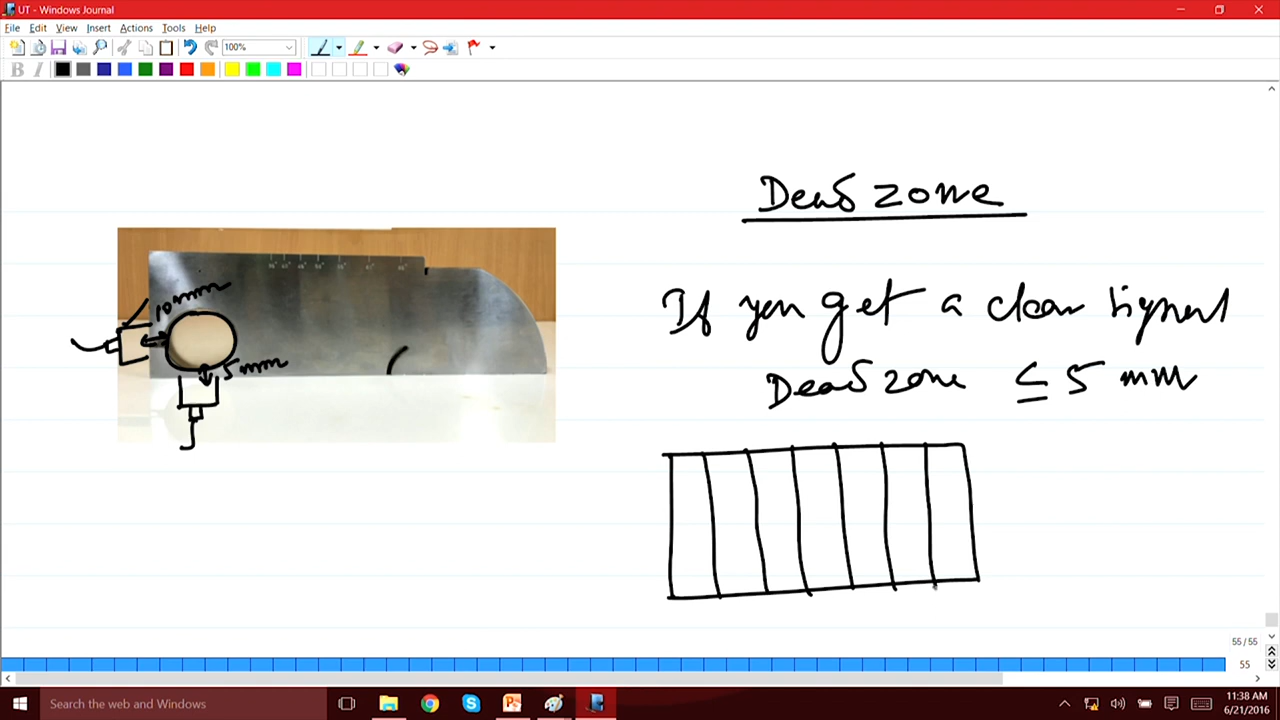 UT - Windows Journal
File Edit View Insert Actions Tools Help
100%
B I
Dead zone
10mm
If you get a clear signal
5mm
Dead zone ≤ 5 mm
55 / 55
55
Search the web and Windows
11:38 AM
6/21/2016